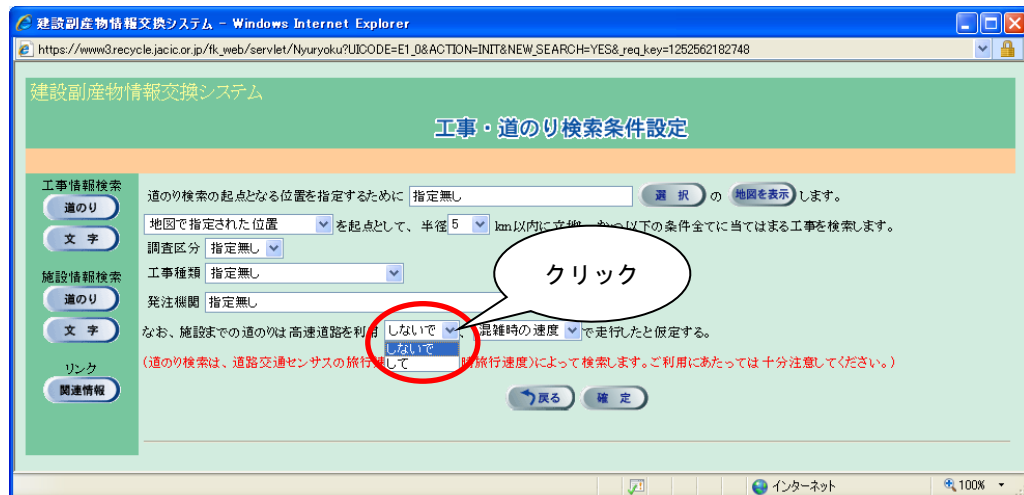 建設副産物情報交換システム - Windows Internet Explorer
https://www3.recycle.jacic.or.jp/fk_web/servlet/Nyuryoku?UICODE=E1_0&ACTION=INIT&NEW_SEARCH=YES&_req_key=1252562182748
建設副産物情報交換システム
工事・道のり検索条件設定
工事情報検索
道のり
文 字
施設情報検索
道のり
文 字
リンク
関連情報
道のり検索の起点となる位置を指定するために 指定無し 選 択 の 地図を表示 します。
地図で指定された位置 を起点として、半径 5 km以内に かつ以下の条件全てに当てはまる工事を検索します。
調査区分 指定無し
工事種類 指定無し
発注機関 指定無し
クリック
なお、施設までの道のりは高速道路を利用 しないで 、 混雑時の速度 で走行したと仮定する。
しないで
して
(道のり検索は、道路交通センサスの旅行速 時旅行速度)によって検索します。ご利用にあたっては十分注意してください。)
戻る 確 定
インターネット 100%